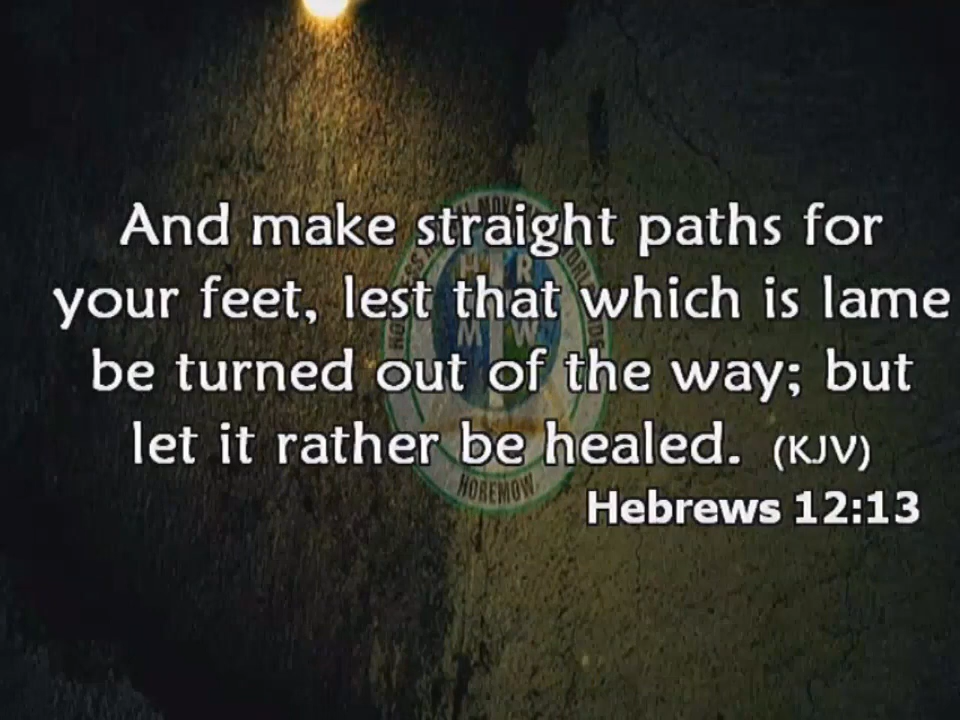 And make straight paths for
your feet, lest that which is lame
be turned out of the way; but
let it rather be healed. (KJV)
Hebrews 12:13
H R
M W
HOREMOW